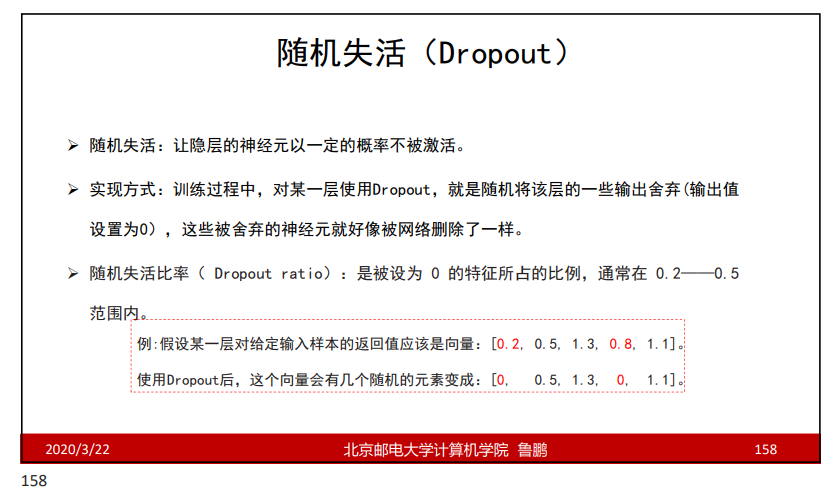 随机失活（Dropout）
➢ 随机失活：让隐层的神经元以一定的概率不被激活。
➢ 实现方式：训练过程中，对某一层使用Dropout，就是随机将该层的一些输出舍弃(输出值
设置为0），这些被舍弃的神经元就好像被网络删除了一样。
➢ 随机失活比率（ Dropout ratio）：是被设为 0 的特征所占的比例，通常在 0.2——0.5
范围内。
例:假设某一层对给定输入样本的返回值应该是向量：[0.2, 0.5, 1.3, 0.8, 1.1]。
使用Dropout后，这个向量会有几个随机的元素变成：[0, 0.5, 1.3, 0, 1.1]。
2020/3/22 北京邮电大学计算机学院 鲁鹏 158
158